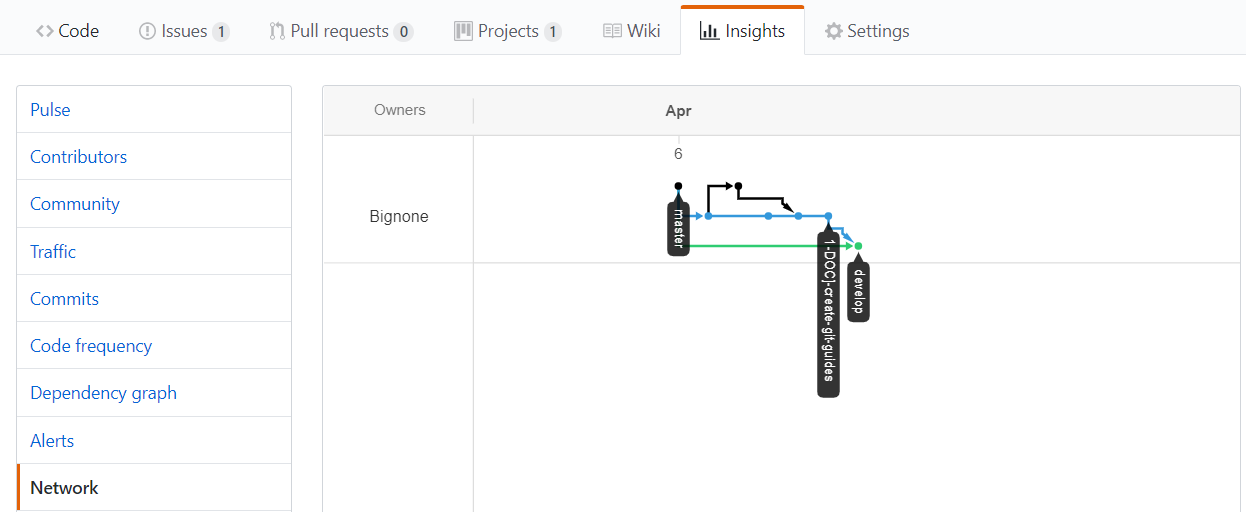 Code Issues 1 Pull requests 0 Projects 1 Wiki Insights Settings
Pulse
Contributors
Community
Traffic
Commits
Code frequency
Dependency graph
Alerts
Network
Owners Apr
6
Bignone
master
1-DOC]-create-git-guides
develop